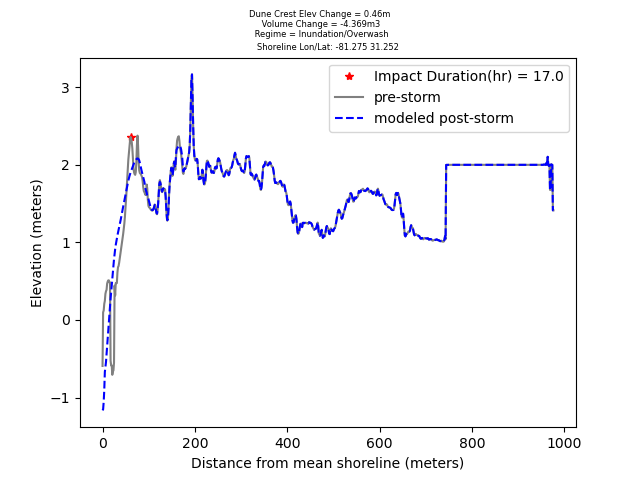 Dune Crest Elev Change = 0.46m
Volume Change = -4.369m3
Regime = Inundation/Overwash
Shoreline Lon/Lat: -81.275 31.252
Impact Duration(hr) = 17.0
pre-storm
modeled post-storm
3
2
1
0
−1
Elevation (meters)
0 200 400 600 800 1000
Distance from mean shoreline (meters)